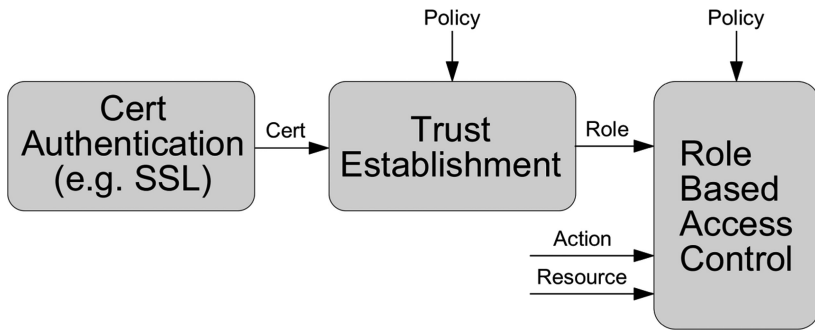 Policy
Policy
Cert
Authentication
(e.g. SSL)
Cert
Trust
Establishment
Role
Role
Based
Access
Control
Action
Resource